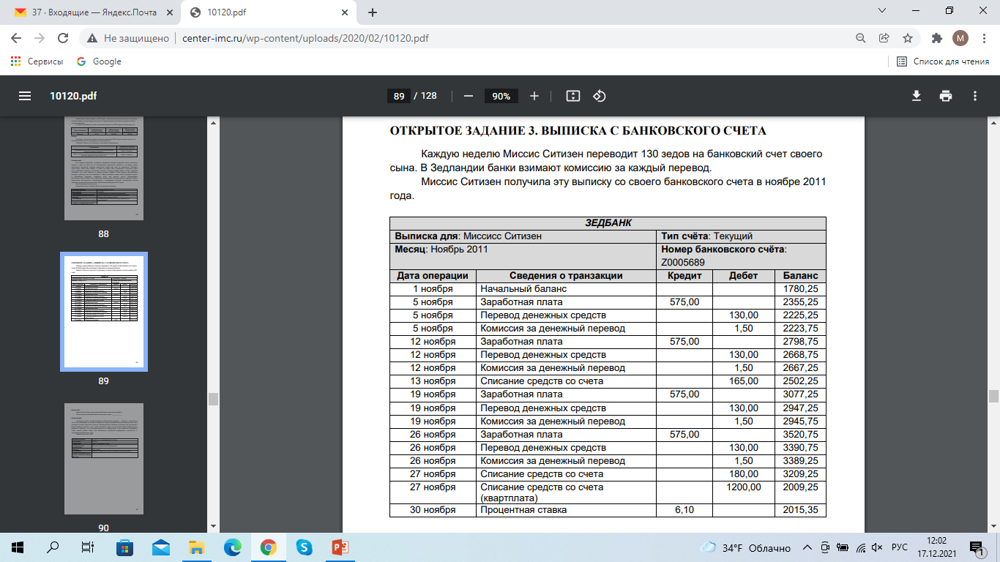 37 · Входящие — Яндекс.Почта
10120.pdf
Не защищено
center-imc.ru/wp-content/uploads/2020/02/10120.pdf
M
Сервисы
Google
Список для чтения
10120.pdf
89 / 128
90%
88
89
90
ОТКРЫТОЕ ЗАДАНИЕ 3. ВЫПИСКА С БАНКОВСКОГО СЧЕТА
Каждую неделю Миссис Ситизен переводит 130 зедов на банковский счет своего
сына. В Зедландии банки взимают комиссию за каждый перевод.
Миссис Ситизен получила эту выписку со своего банковского счета в ноябре 2011
года.
ЗЕДБАНК
Выписка для: Миссисс Ситизен Тип счёта: Текущий
Месяц: Ноябрь 2011 Номер банковского счёта:
Z0005689
Дата операции Сведения о транзакции Кредит Дебет Баланс
1 ноября Начальный баланс 1780,25
5 ноября Заработная плата 575,00 2355,25
5 ноября Перевод денежных средств 130,00 2225,25
5 ноября Комиссия за денежный перевод 1,50 2223,75
12 ноября Заработная плата 575,00 2798,75
12 ноября Перевод денежных средств 130,00 2668,75
12 ноября Комиссия за денежный перевод 1,50 2667,25
13 ноября Списание средств со счета 165,00 2502,25
19 ноября Заработная плата 575,00 3077,25
19 ноября Перевод денежных средств 130,00 2947,25
19 ноября Комиссия за денежный перевод 1,50 2945,75
26 ноября Заработная плата 575,00 3520,75
26 ноября Перевод денежных средств 130,00 3390,75
26 ноября Комиссия за денежный перевод 1,50 3389,25
27 ноября Списание средств со счета 180,00 3209,25
27 ноября Списание средств со счета 1200,00 2009,25
(квартплата)
30 ноября Процентная ставка 6,10 2015,35
34°F Облачно
РУС
12:02
17.12.2021
1